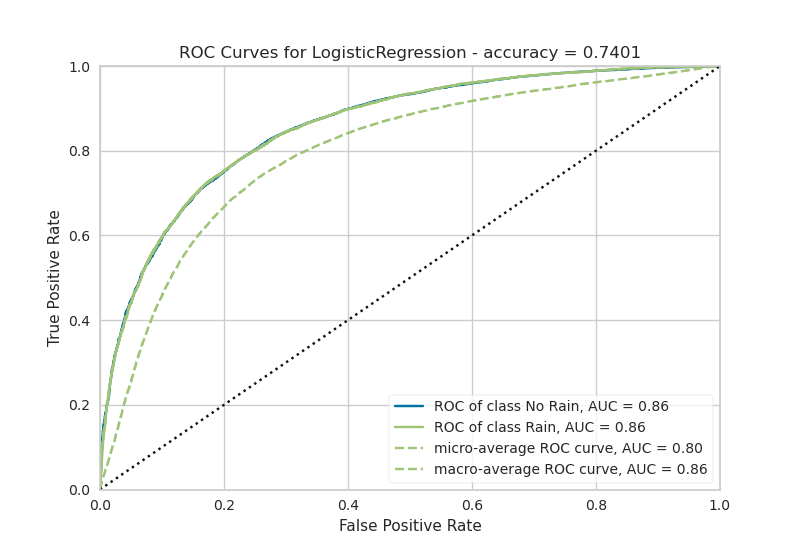 ROC Curves for LogisticRegression - accuracy = 0.7401
1.0
0.8
0.6
0.4
0.2
0.0
True Positive Rate
ROC of class No Rain, AUC = 0.86
ROC of class Rain, AUC = 0.86
micro-average ROC curve, AUC = 0.80
macro-average ROC curve, AUC = 0.86
0.0 0.2 0.4 0.6 0.8 1.0
False Positive Rate